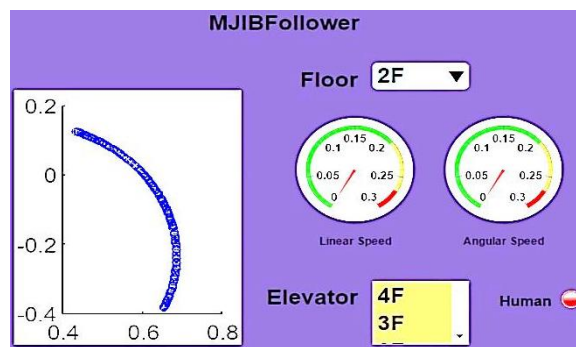 MJIBFollower
Floor
2F
0.2
0
-0.2
-0.4
0.4
0.6
0.8
0
0.05
0.1
0.15
0.2
0.25
0.3
0
0.05
0.1
0.15
0.2
0.25
0.3
Linear Speed
Angular Speed
Elevator
4F
3F
Human